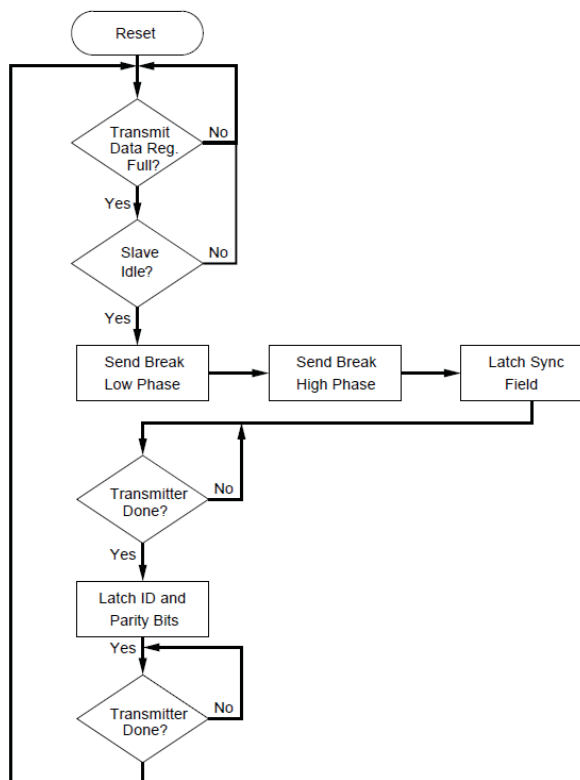 Reset
Transmit
Data Reg.
Full?
No
Yes
Slave
Idle?
No
Yes
Send Break
Low Phase
Send Break
High Phase
Latch Sync
Field
Transmitter
Done?
No
Yes
Latch ID and
Parity Bits
Yes
Transmitter
Done?
No